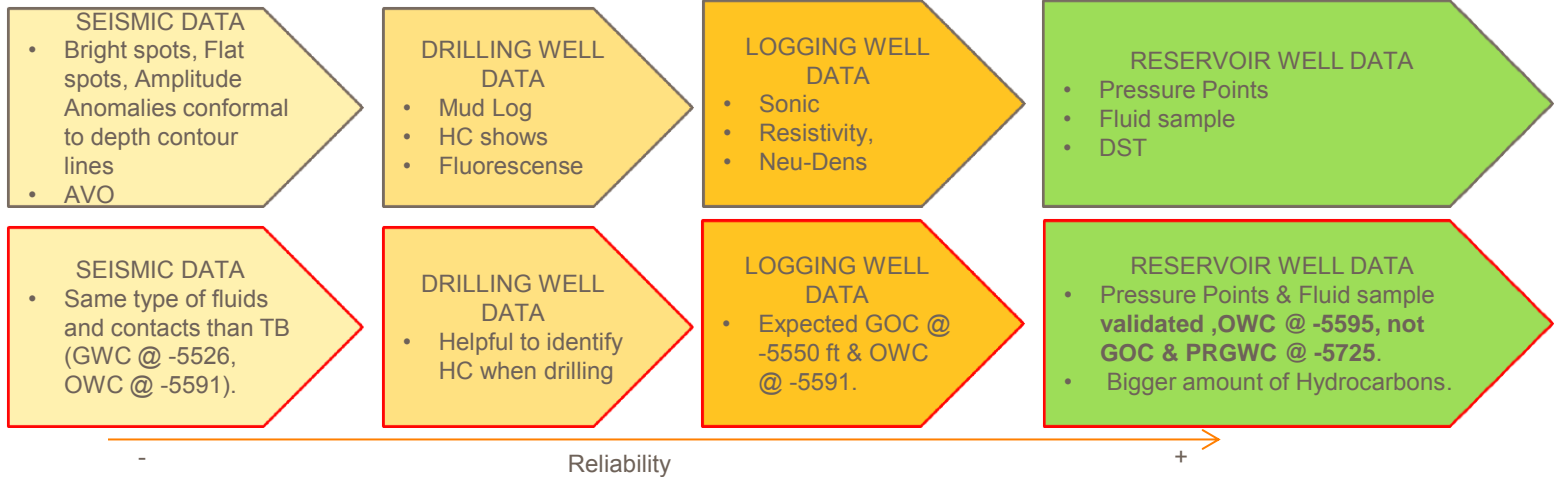 SEISMIC DATA
• Bright spots, Flat
spots, Amplitude
Anomalies conformal
to depth contour
lines
• AVO
DRILLING WELL
DATA
• Mud Log
• HC shows
• Fluorescense
LOGGING WELL
DATA
• Sonic
• Resistivity,
• Neu-Dens
RESERVOIR WELL DATA
• Pressure Points
• Fluid sample
• DST
SEISMIC DATA
• Same type of fluids
and contacts than TB
(GWC @ -5526,
OWC @ -5591).
DRILLING WELL
DATA
• Helpful to identify
HC when drilling
LOGGING WELL
DATA
• Expected GOC @
-5550 ft & OWC
@ -5591.
RESERVOIR WELL DATA
• Pressure Points & Fluid sample
validated ,OWC @ -5595, not
GOC & PRGWC @ -5725.
• Bigger amount of Hydrocarbons.
- Reliability +